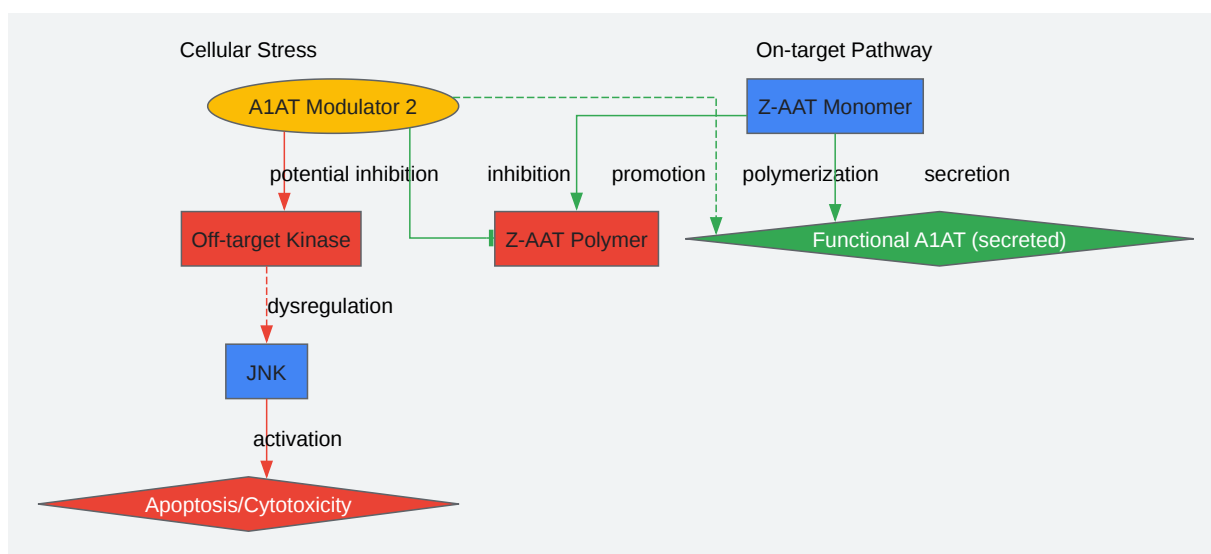 Cellular Stress
On-target Pathway
A1AT Modulator 2
Z-AAT Monomer
potential inhibition
inhibition
promotion
polymerization
secretion
Off-target Kinase
Z-AAT Polymer
Functional A1AT (secreted)
dysregulation
JNK
activation
Apoptosis/Cytotoxicity